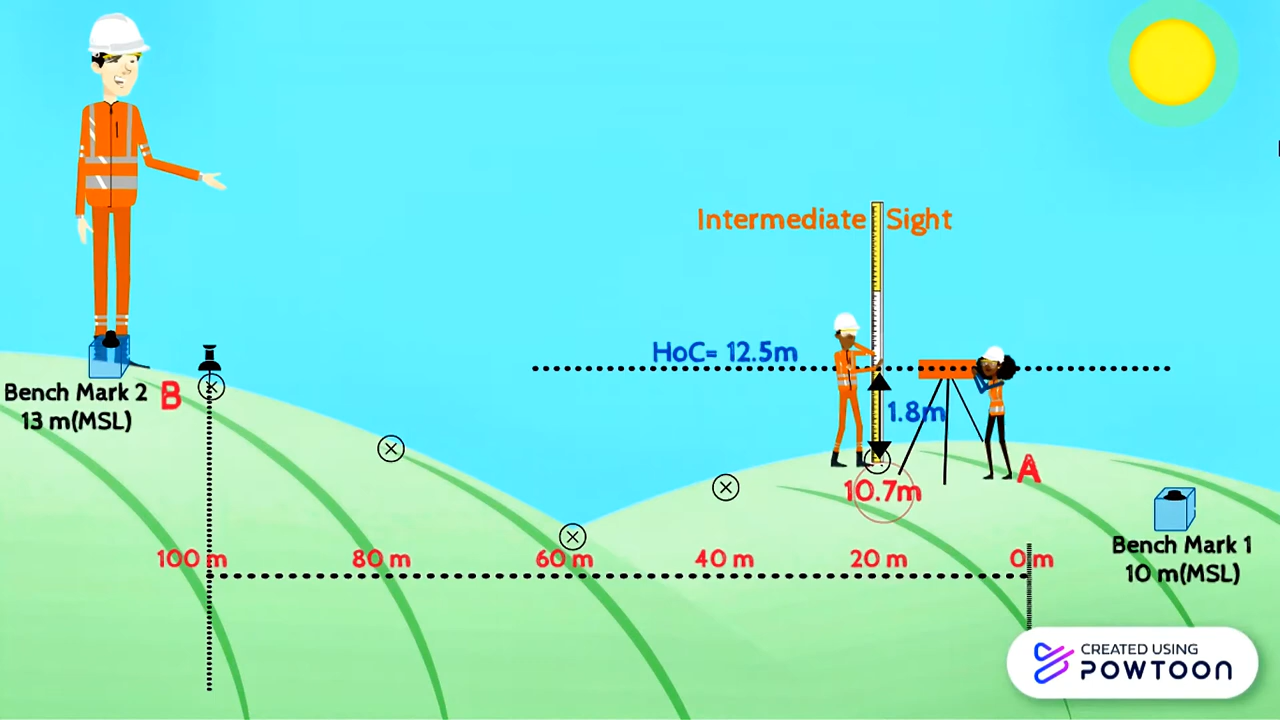 Intermediate Sight
HoC= 12.5m
Bench Mark 2
13 m(MSL)
B
1.8m
A
10.7m
100 m 80 m 60 m 40 m 20 m 0 m
Bench Mark 1
10 m(MSL)
CREATED USING
POWTOON